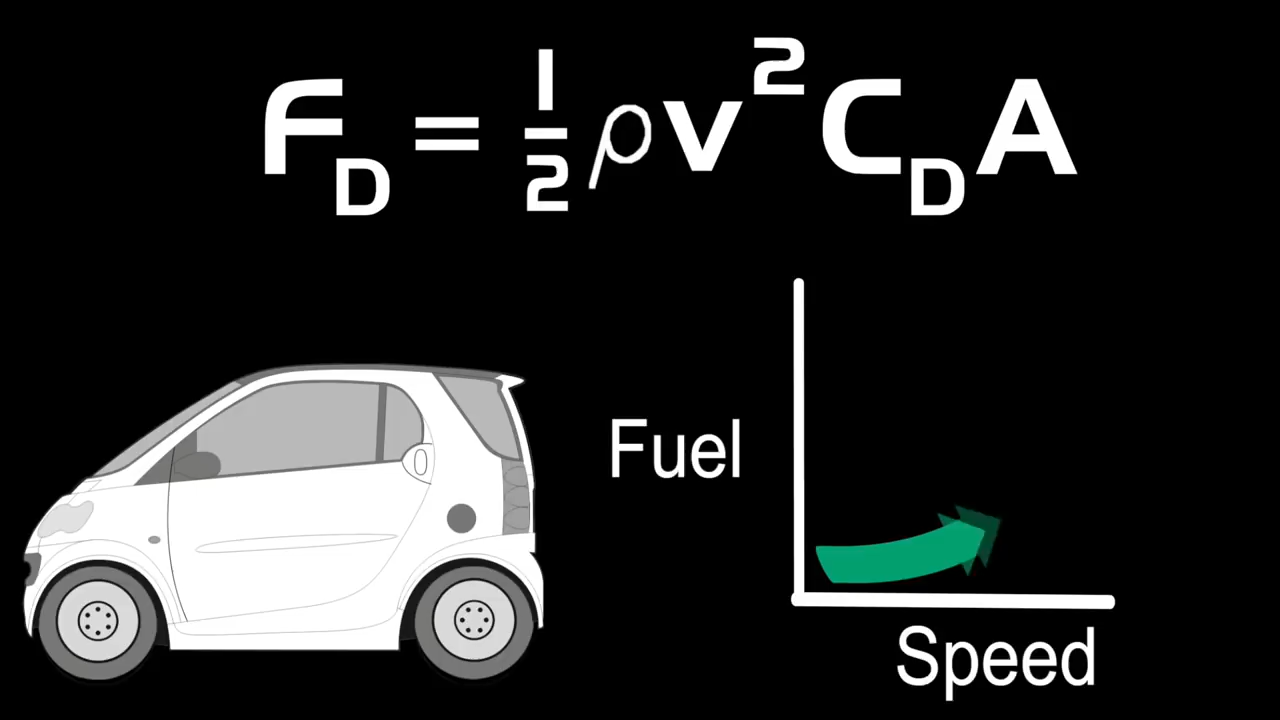 F_D = ½ρv²C_DA
Fuel
Speed